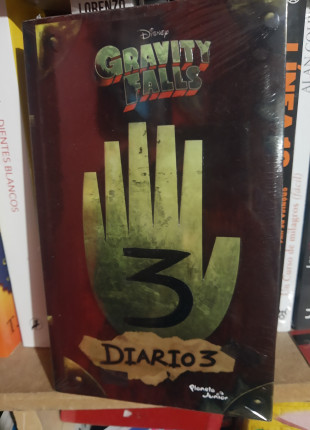 LORENZO
Disney
GRAVITY
FALLS
3
DIARIO 3
Planeta
Junior
DIENTES BLANCOS